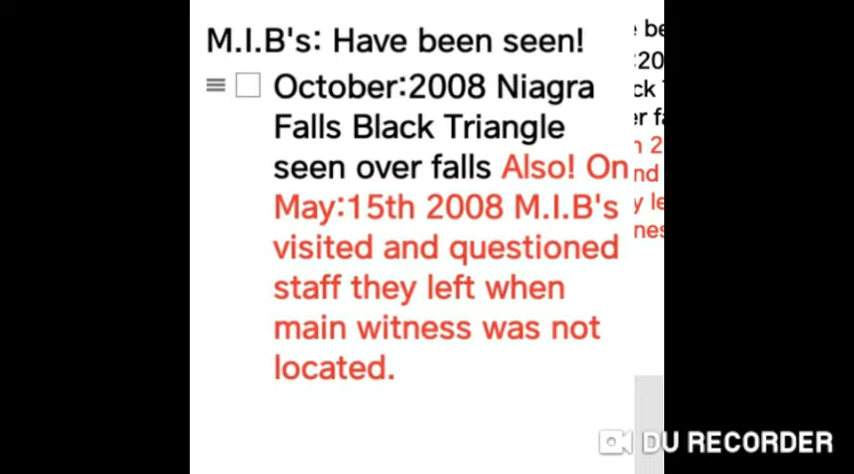 M.I.B's: Have been seen!
October:2008 Niagra
Falls Black Triangle
seen over falls Also! On
May:15th 2008 M.I.B's
visited and questioned
staff they left when
main witness was not
located.
DU RECORDER